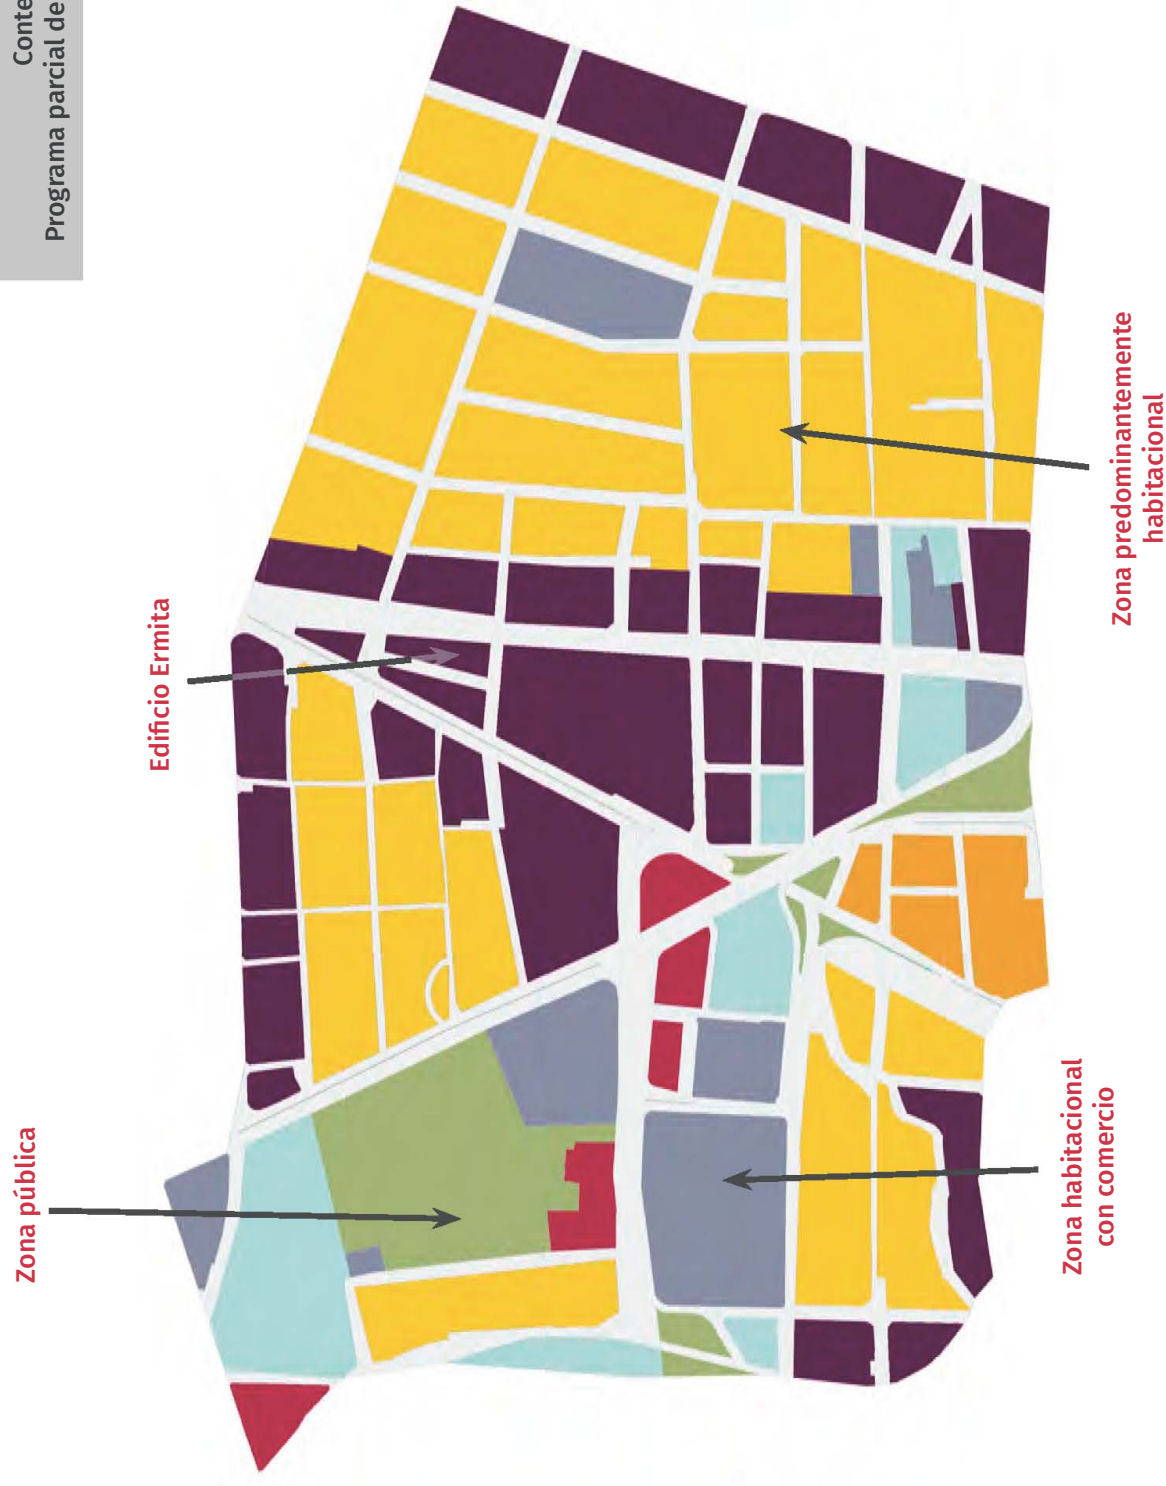 Conte
Programa parcial de
Zona pública
Edificio Ermita
Zona habitacional
con comercio
Zona predominantemente
habitacional